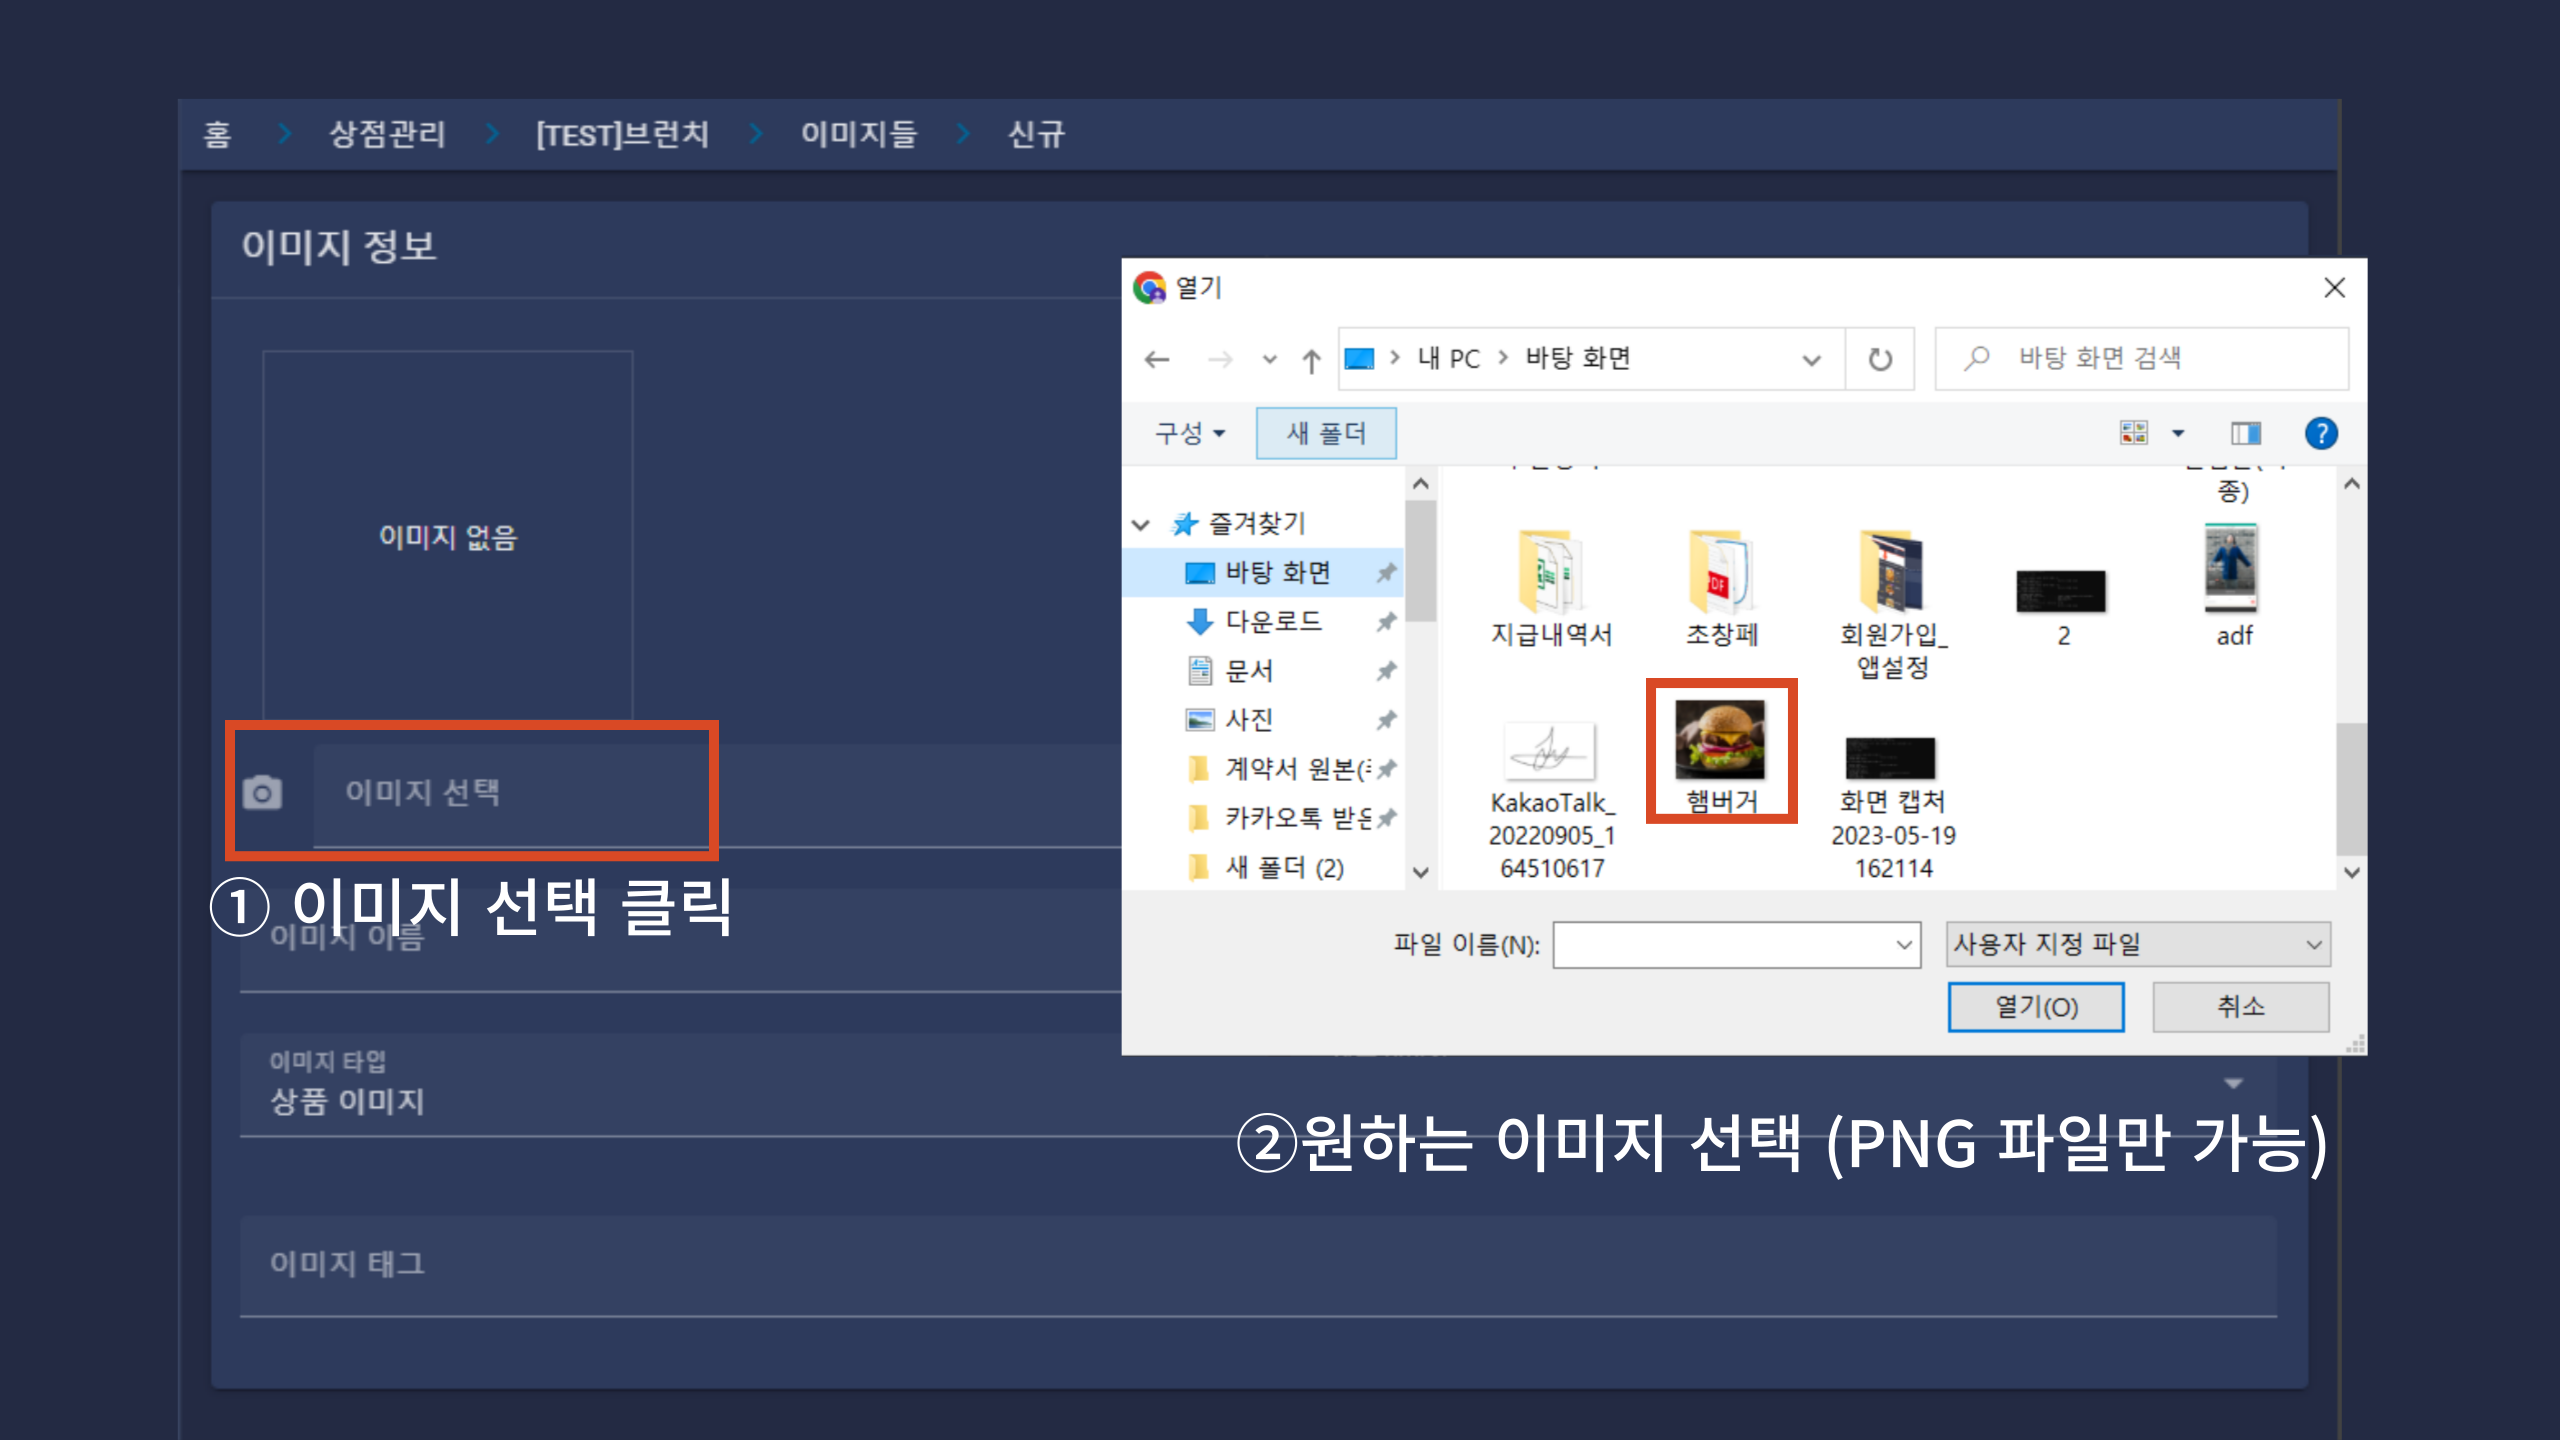 홈 > 상점관리 > [TEST]브런치 > 이미지들 > 신규
이미지 정보
이미지 없음
이미지 선택
① 이미지 선택 클릭
이미지 이름
이미지 타입
상품 이미지
이미지 태그
열기
내 PC > 바탕 화면
바탕 화면 검색
구성
새 폴더
즐겨찾기
바탕 화면
다운로드
문서
사진
계약서 원본(
카카오톡 받은
새 폴더 (2)
종)
지급내역서
초창페
회원가입_
앱설정
2
adf
KakaoTalk_
20220905_1
64510617
햄버거
화면 캡처
2023-05-19
162114
파일 이름(N):
사용자 지정 파일
열기(O)
취소
②원하는 이미지 선택 (PNG 파일만 가능)